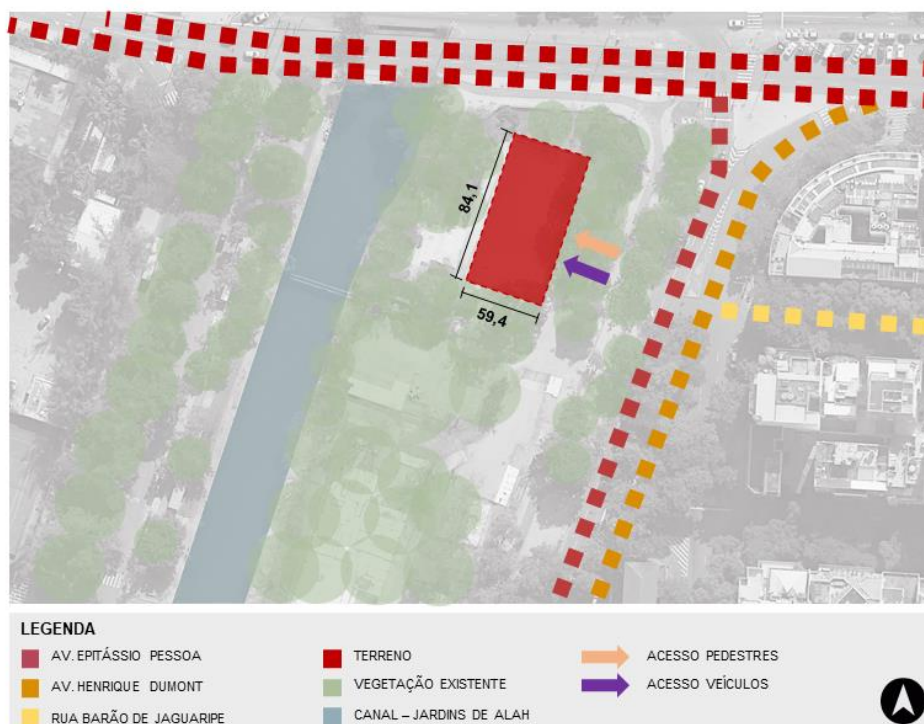 84,1
59,4
LEGENDA
AV. EPITÁSSIO PESSOA
AV. HENRIQUE DUMONT
RUA BARÃO DE JAGUARIPE
TERRENO
VEGETAÇÃO EXISTENTE
CANAL – JARDINS DE ALAH
ACESSO PEDESTRES
ACESSO VEÍCULOS